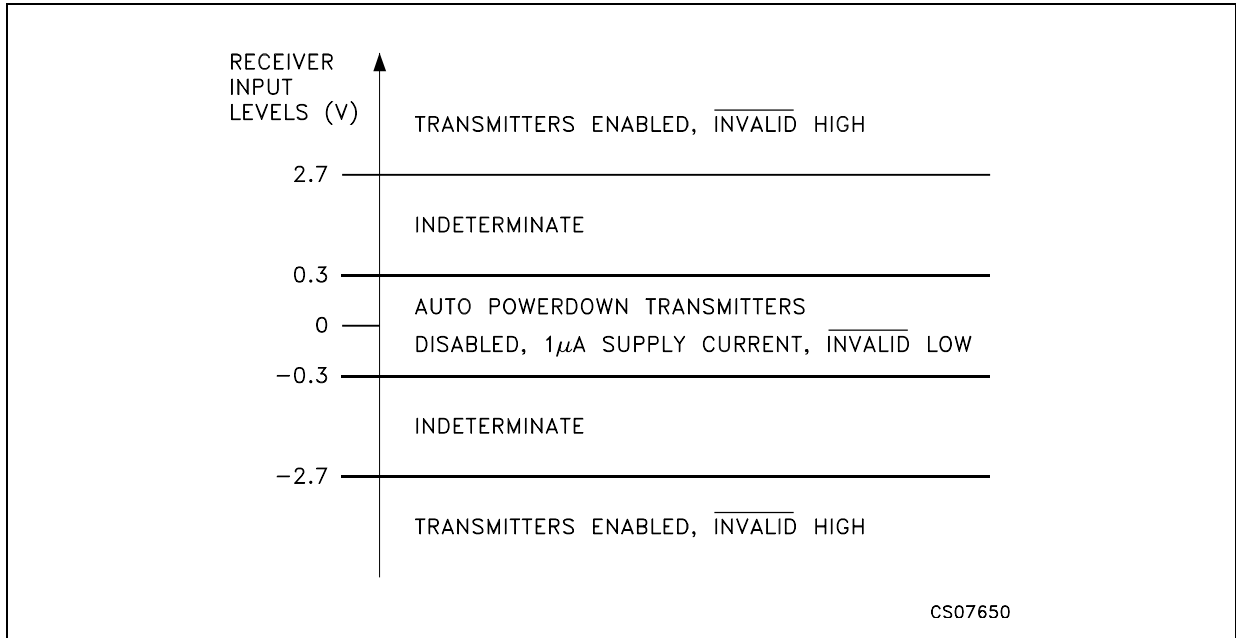 RECEIVER
INPUT
LEVELS (V)
TRANSMITTERS ENABLED, INVALID HIGH
2.7
INDETERMINATE
0.3
AUTO POWERDOWN TRANSMITTERS
0
DISABLED, 1μA SUPPLY CURRENT, INVALID LOW
−0.3
INDETERMINATE
−2.7
TRANSMITTERS ENABLED, INVALID HIGH
CS07650